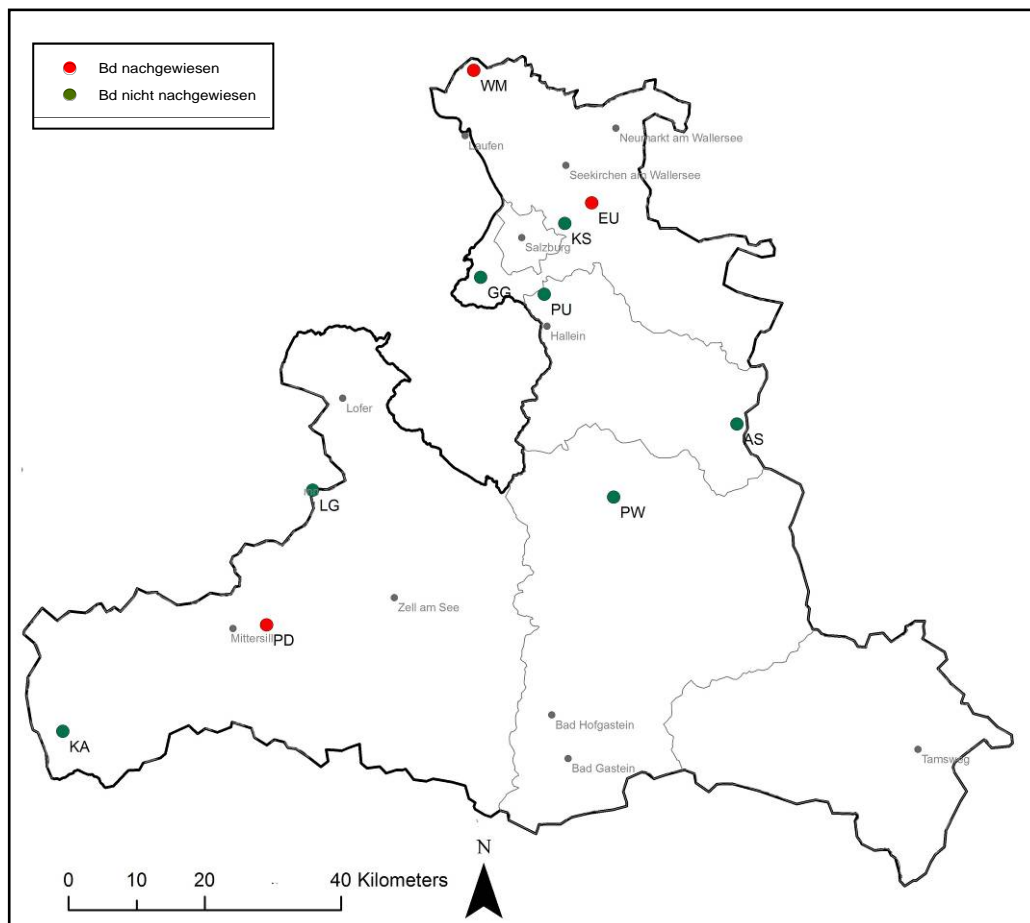 Bd nachgewiesen
Bd nicht nachgewiesen
WM
Laufen
Neumarkt am Wallersee
Seekirchen am Wallersee
EU
KS
Salzburg
GG
PU
Hallein
Lofer
AS
LG
PW
Zell am See
Mittersill
PD
Bad Hofgastein
KA
Bad Gastein
Tamsweg
N
0 10 20 40 Kilometers